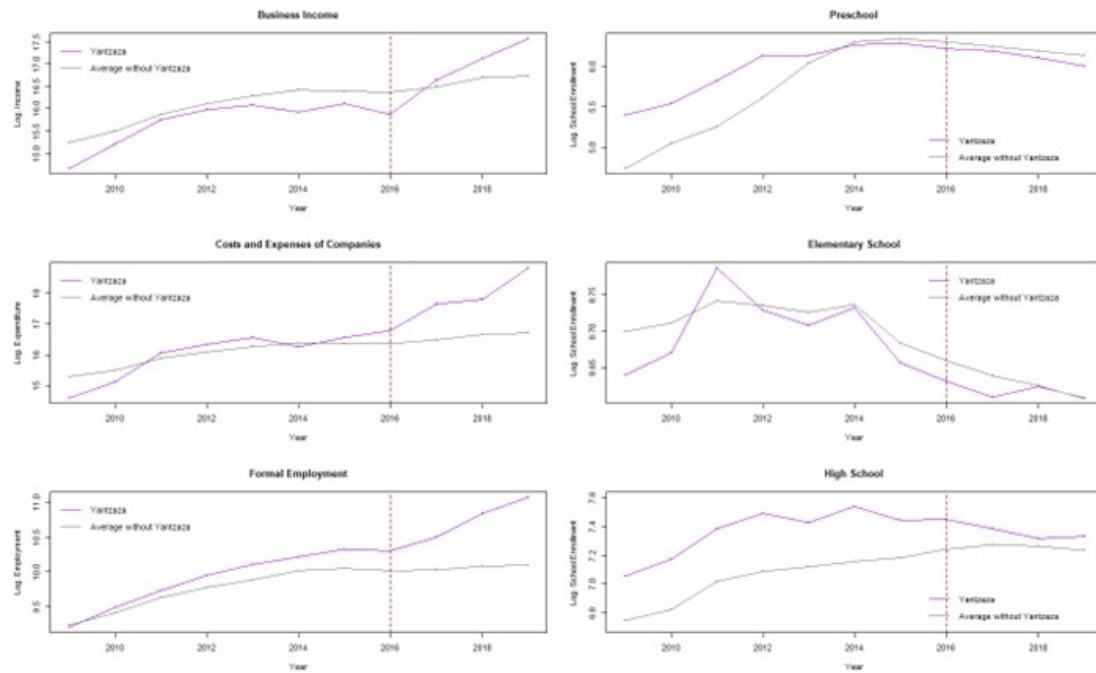 Business Income
Yantzaza
Average without Yantzaza
Log. Income
15.0 15.5 16.0 16.5 17.0 17.5
2010 2012 2014 2016 2018
Year
Preschool
Yantzaza
Average without Yantzaza
Log. School Enrollment
5.0 5.5 6.0
2010 2012 2014 2016 2018
Year
Costs and Expenses of Companies
Yantzaza
Average without Yantzaza
Log. Expenditure
15 16 17 18
2010 2012 2014 2016 2018
Year
Elementary School
Yantzaza
Average without Yantzaza
Log. School Enrollment
8.65 8.70 8.75
2010 2012 2014 2016 2018
Year
Formal Employment
Yantzaza
Average without Yantzaza
Log. Employment
9.5 10.0 10.5 11.0
2010 2012 2014 2016 2018
Year
High School
Yantzaza
Average without Yantzaza
Log. School Enrollment
6.8 7.0 7.2 7.4 7.6
2010 2012 2014 2016 2018
Year